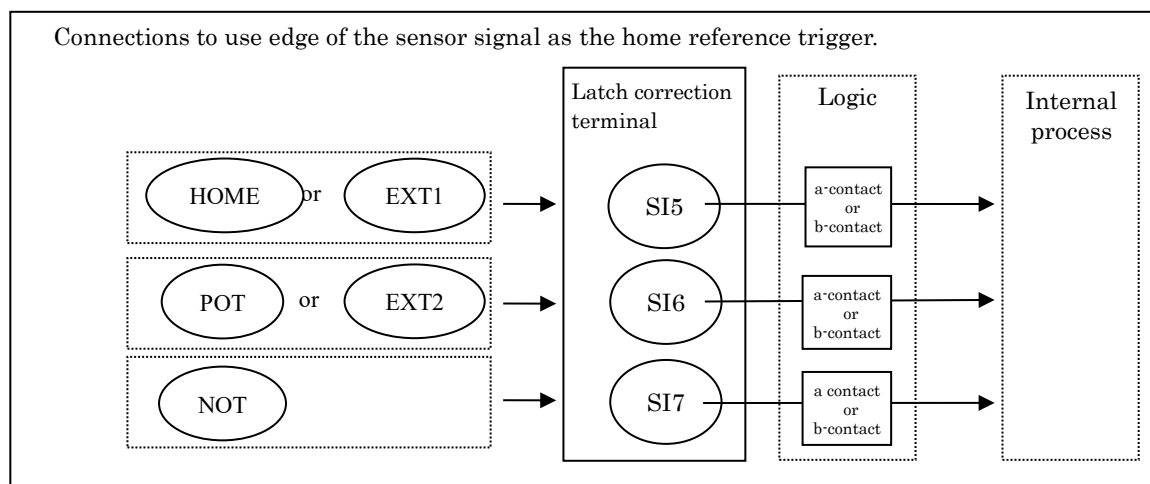 Connections to use edge of the sensor signal as the home reference trigger.
Latch correction
terminal
Logic
Internal
process
HOME or EXT1
SI5
a-contact
or
b-contact
POT or EXT2
SI6
a-contact
or
b-contact
NOT
SI7
a contact
or
b-contact